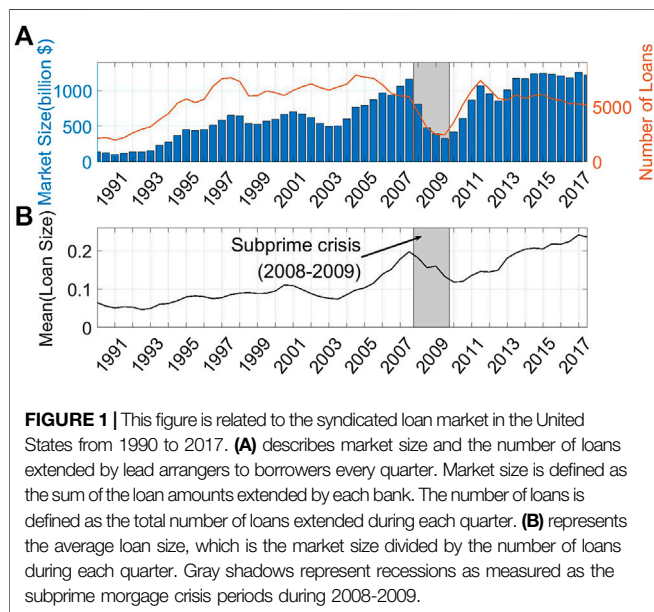 A
Market Size(billion $)
1000
500
0
Number of Loans
5000
0
1991
1993
1995
1997
1999
2001
2003
2005
2007
2009
2011
2013
2015
2017
B
Mean(Loan Size)
0.2
0.1
0
Subprime crisis
(2008-2009)
1991
1993
1995
1997
1999
2001
2003
2005
2007
2009
2011
2013
2015
2017
FIGURE 1 | This figure is related to the syndicated loan market in the United
States from 1990 to 2017. (A) describes market size and the number of loans
extended by lead arrangers to borrowers every quarter. Market size is defined as
the sum of the loan amounts extended by each bank. The number of loans is
defined as the total number of loans extended during each quarter. (B) represents
the average loan size, which is the market size divided by the number of loans
during each quarter. Gray shadows represent recessions as measured as the
subprime morgage crisis periods during 2008-2009.